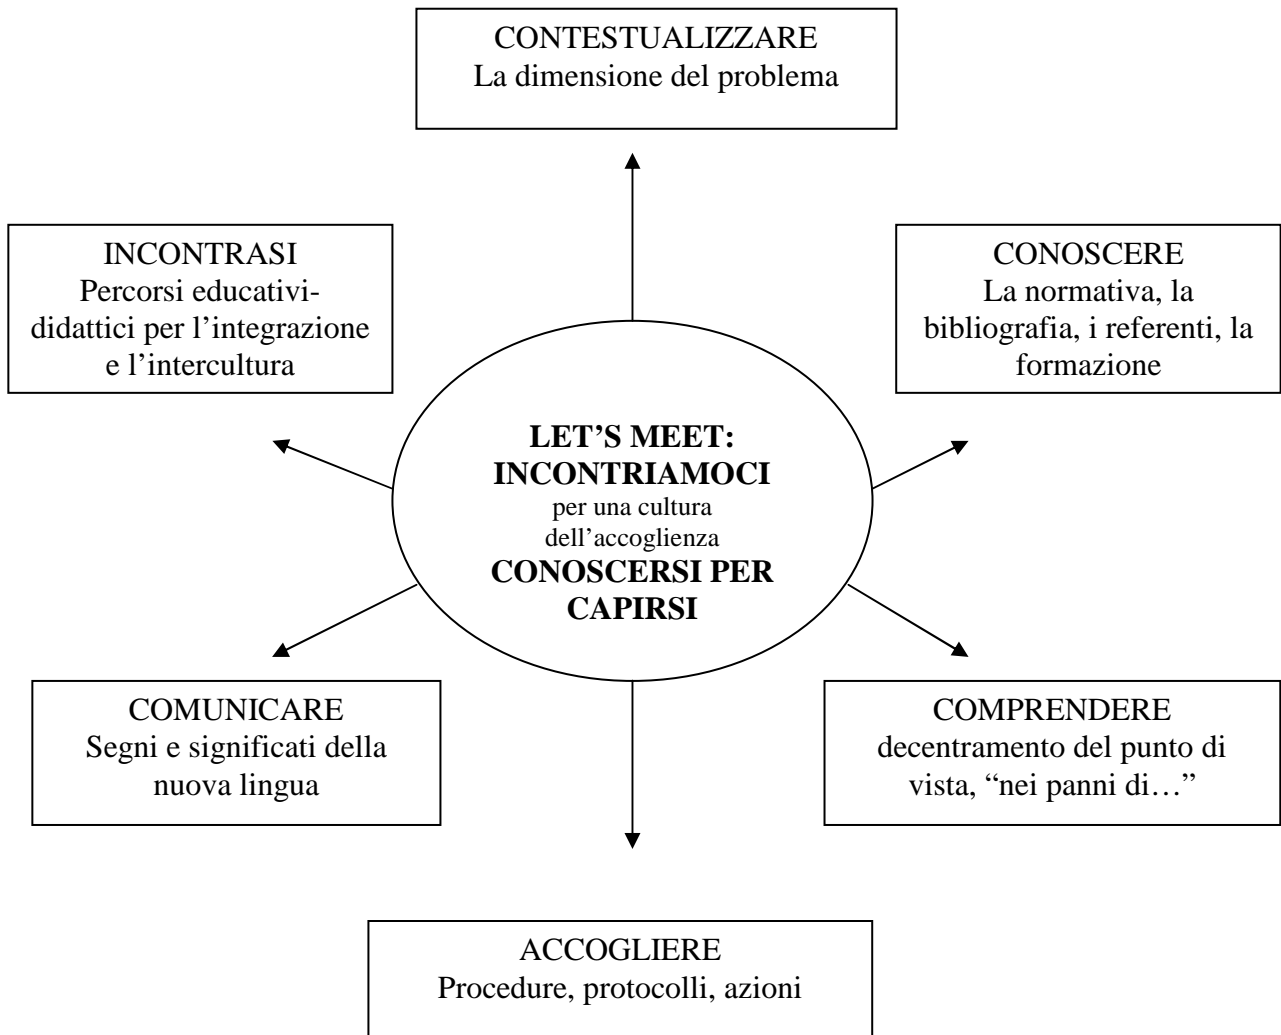 CONTESTUALIZZARE
La dimensione del problema
INCONTRASI
Percorsi educativi-
didattici per l’integrazione
e l’intercultura
CONOSCERE
La normativa, la
bibliografia, i referenti, la
formazione
LET’S MEET:
INCONTRIAMOCI
per una cultura
dell’accoglienza
CONOSCERSI PER
CAPIRSI
COMUNICARE
Segni e significati della
nuova lingua
COMPRENDERE
decentramento del punto di
vista, “nei panni di…”
ACCOGLIERE
Procedure, protocolli, azioni